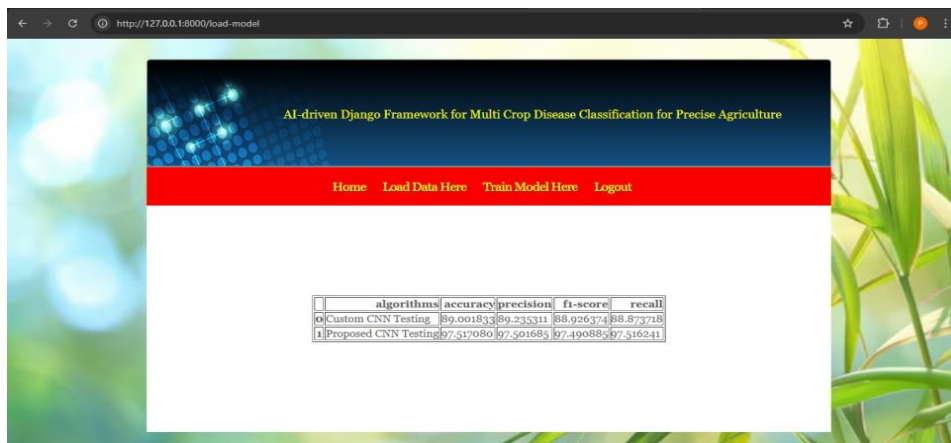 http://127.0.0.1:8000/load-model
P
AI-driven Django Framework for Multi Crop Disease Classification for Precise Agriculture
Home Load Data Here Train Model Here Logout
algorithms accuracy precision f1-score recall
0 Custom CNN Testing 89.001833 89.235311 88.926374 88.873718
1 Proposed CNN Testing 97.517080 97.501685 97.490885 97.516241